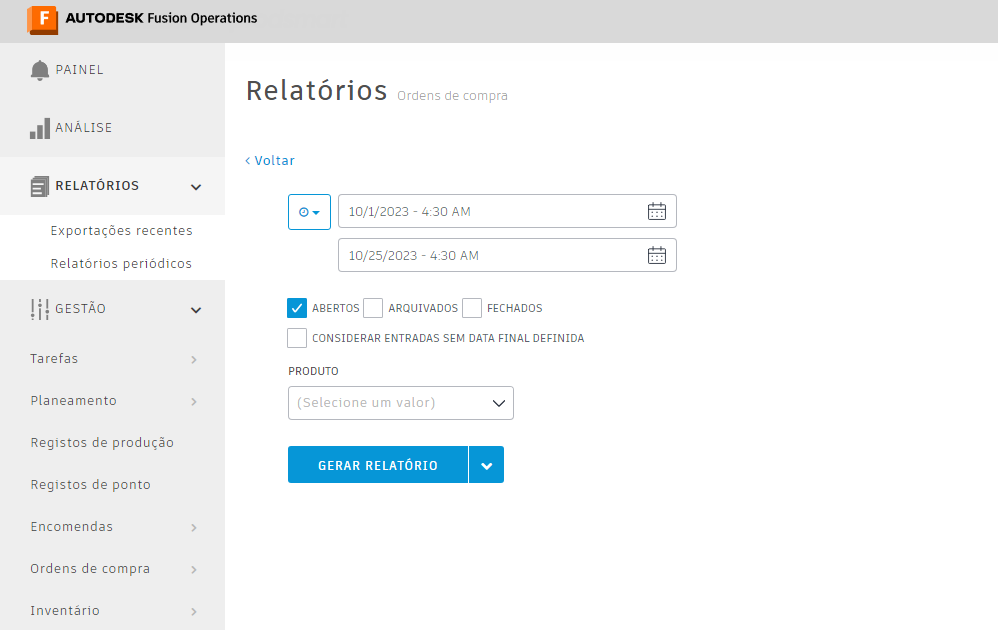 F AUTODESK Fusion Operations
PAINEL
ANÁLISE
RELATÓRIOS
Exportações recentes
Relatórios periódicos
GESTÃO
Tarefas
Planeamento
Registos de produção
Registos de ponto
Encomendas
Ordens de compra
Inventário
Relatórios Ordens de compra
‹ Voltar
10/1/2023 - 4:30 AM
10/25/2023 - 4:30 AM
ABERTOS ARQUIVADOS FECHADOS
CONSIDERAR ENTRADAS SEM DATA FINAL DEFINIDA
PRODUTO
(Selecione um valor)
GERAR RELATÓRIO